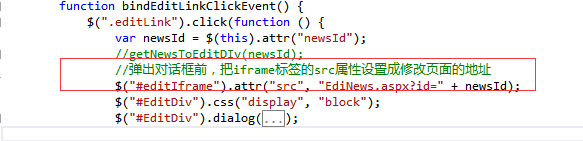 function bindEditLinkClickEvent() {
$(".editLink").click(function () {
var newsId = $(this).attr("newsId");
//getNewsToEditDIv(newsId);
//弹出对话框前，把iframe标签的src属性设置成修改页面的地址
$("#editIframe").attr("src", "EdiNews.aspx?id=" + newsId);
$("#EditDiv").css("display", "block");
$("#EditDiv").dialog(...);